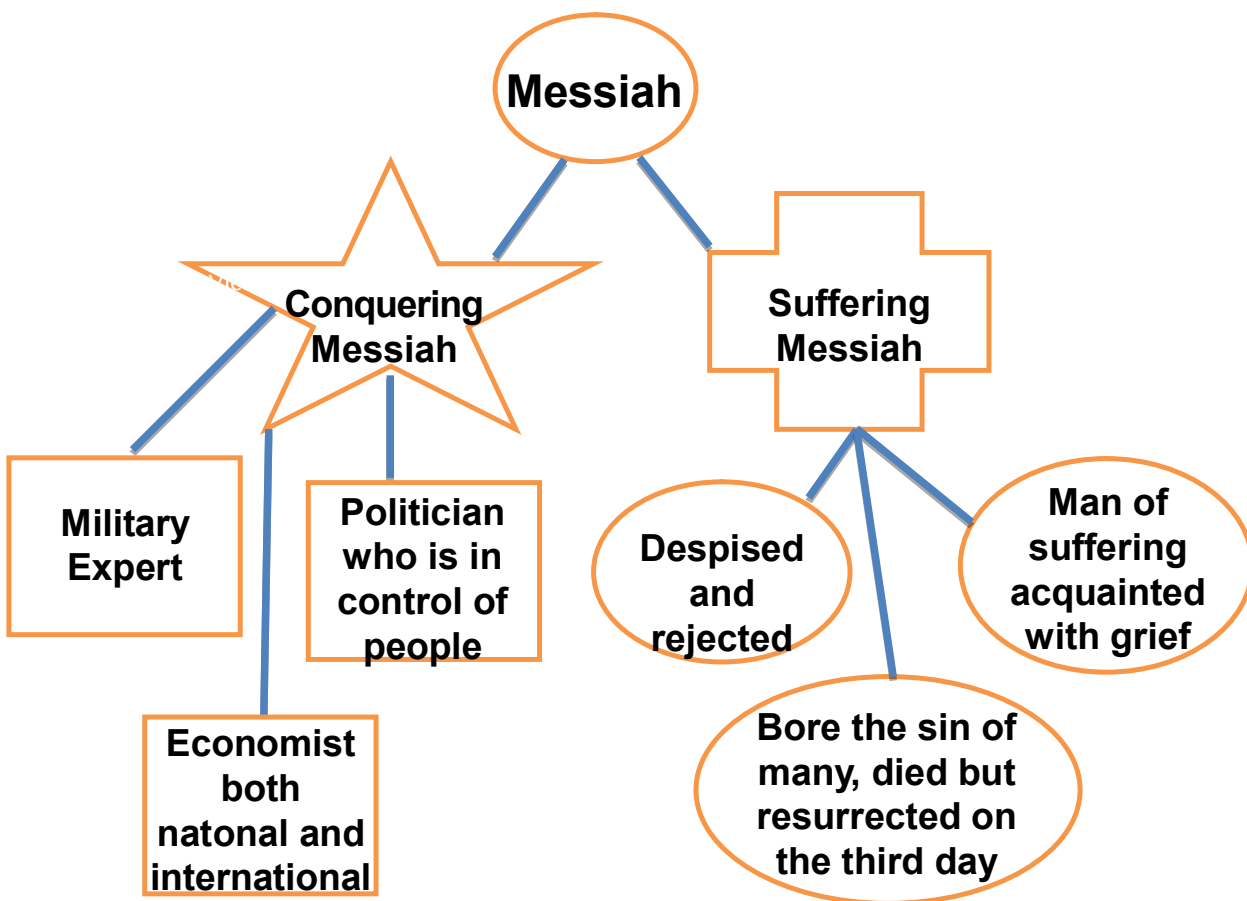 Messiah
Conquering
Messiah
Suffering
Messiah
Military
Expert
Politician
who is in
control of
people
Despised
and
rejected
Man of
suffering
acquainted
with grief
Economist
both
natonal and
international
Bore the sin of
many, died but
resurrected on
the third day